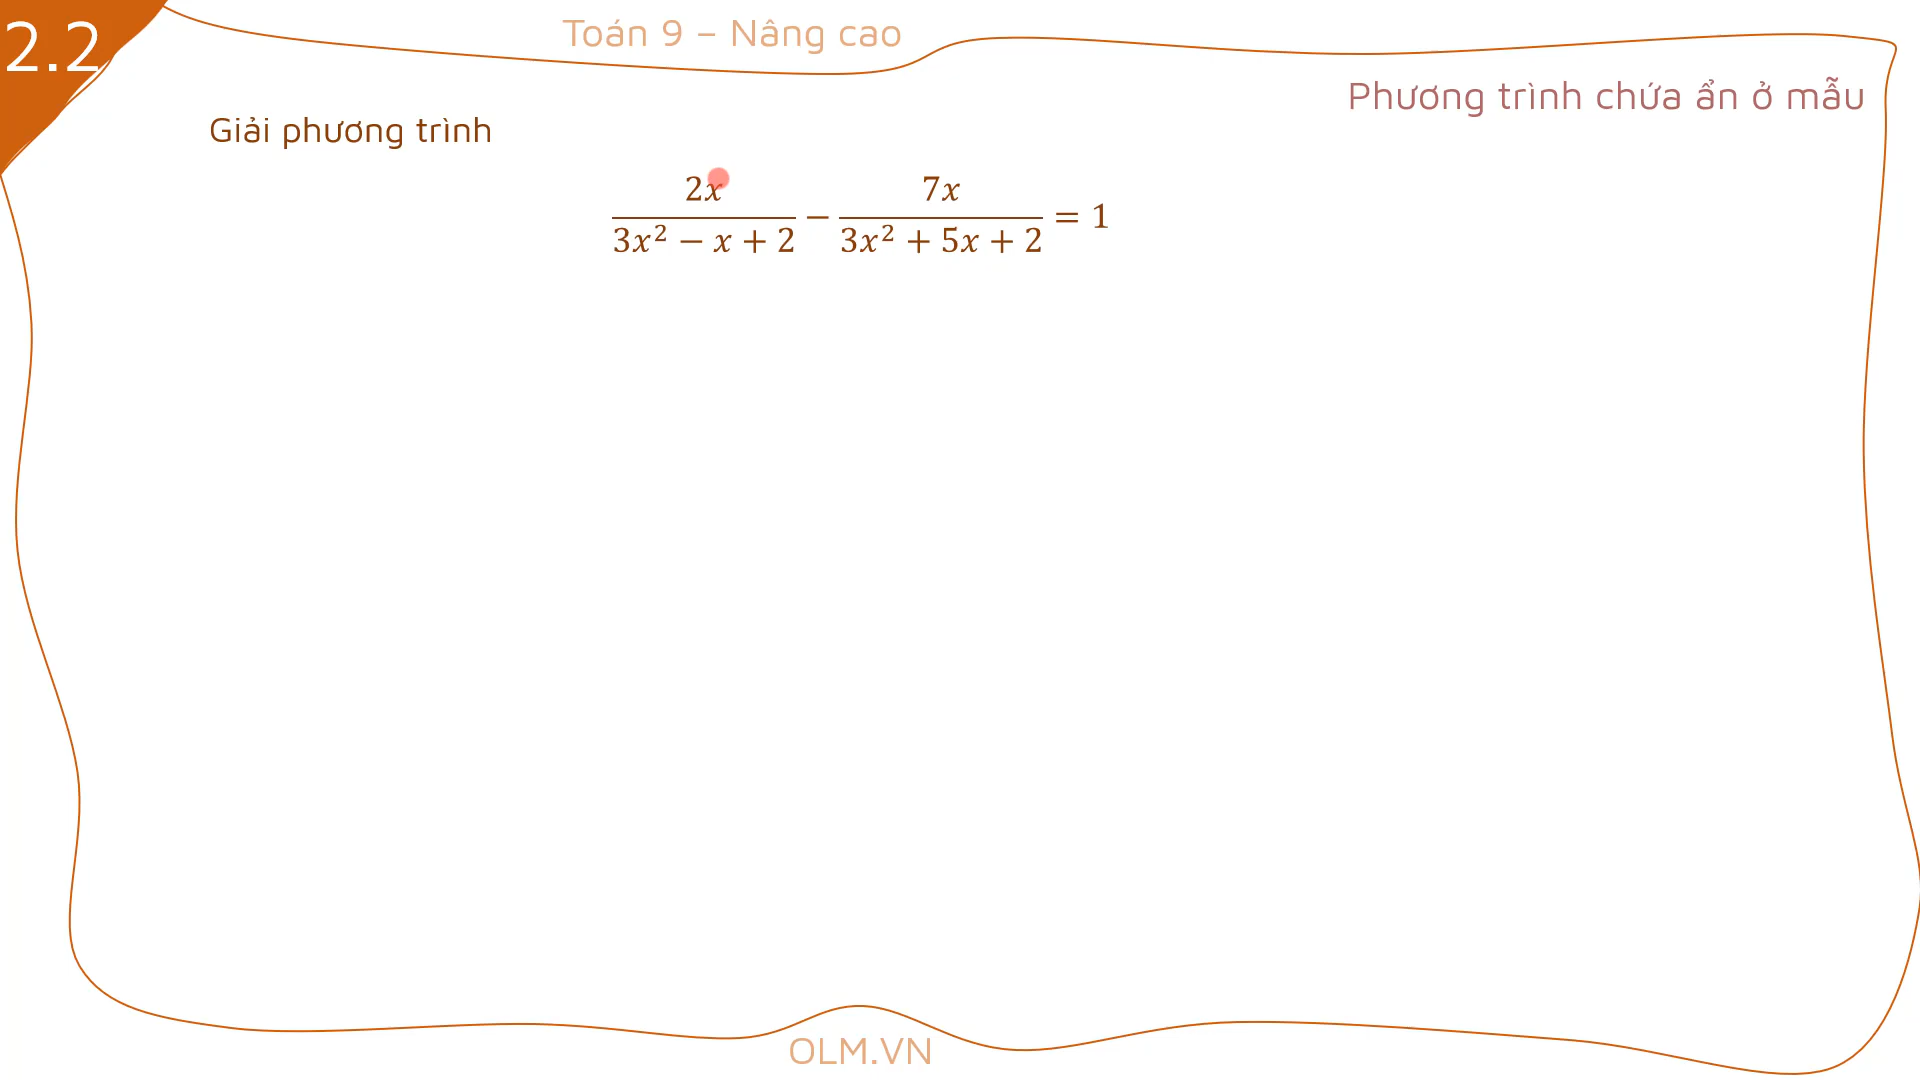 2.2
Toán 9 – Nâng cao
Phương trình chứa ẩn ở mẫu
Giải phương trình
2x/(3x² − x + 2) − 7x/(3x² + 5x + 2) = 1
OLM.VN